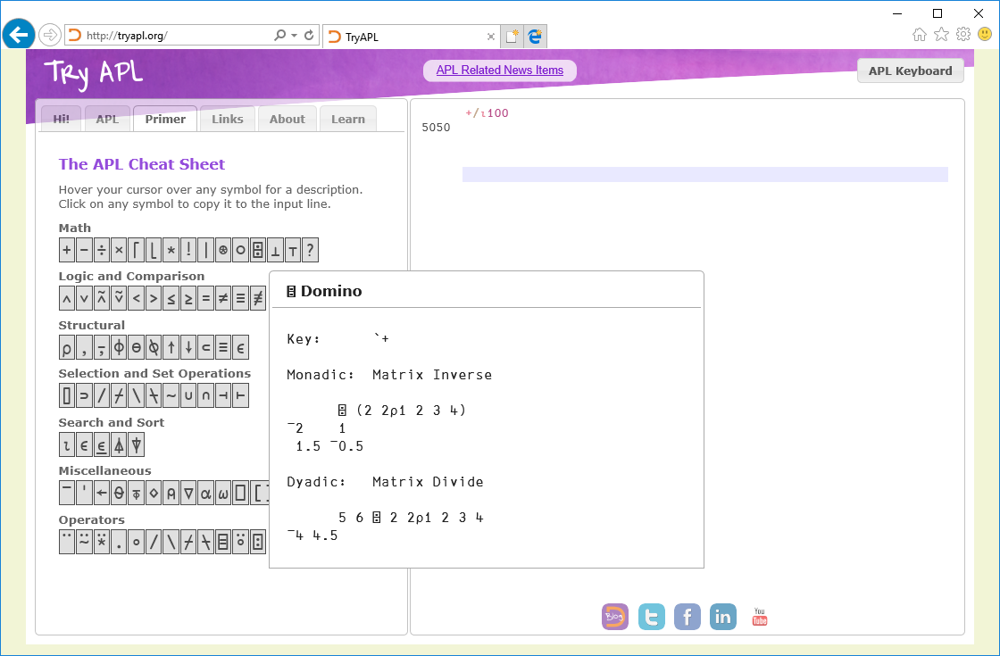 http://tryapl.org/
TryAPL
Try APL
APL Related News Items
APL Keyboard
Hi! APL Primer Links About Learn
The APL Cheat Sheet
Hover your cursor over any symbol for a description.
Click on any symbol to copy it to the input line.
Math
+ − ÷ × ⌈ ⌊ * ! | ⍟ ○ ⌹ ⊥ ⊤ ?
Logic and Comparison
∧ ∨ ⍲ ⍱ < > ≤ ≥ = ≠ ≡ ≢
Structural
⍴ , ⍪ ⌽ ⊖ ⍉ ↑ ↓ ⊂ ≡ ∊
Selection and Set Operations
⌷ ⊃ / ⌿ \ ⍀ ~ ∪ ∩ ⊣ ⊢
Search and Sort
⍳ ∊ ⍷ ⍋ ⍒
Miscellaneous
¯ ' ← ⍬ ⍕ ⋄ ⍝ ∇ ⍺ ⍵ ⎕ [
Operators
¨ ⍨ ⍣ . ∘ / \ ⌿ ⍀ ⌸ ⍤ ⍠
+/⍳100
5050
⌹ Domino
Key: `+
Monadic: Matrix Inverse
⌹ (2 2⍴1 2 3 4)
¯2 1
1.5 ¯0.5
Dyadic: Matrix Divide
5 6 ⌹ 2 2⍴1 2 3 4
¯4 4.5
Blog t f in You Tube